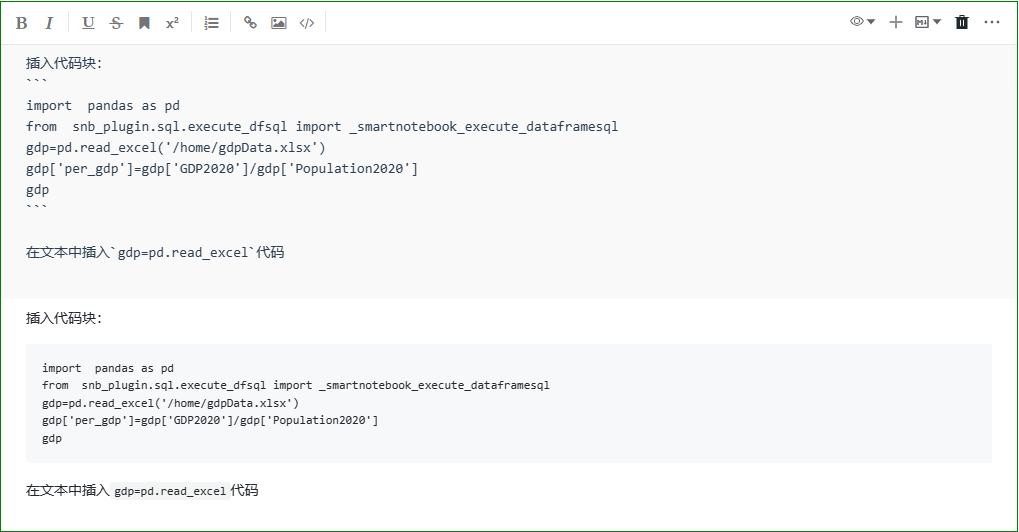 B I U S x²
插入代码块:
```
import  pandas as pd
from  snb_plugin.sql.execute_dfsql import _smartnotebook_execute_dataframesql
gdp=pd.read_excel('/home/gdpData.xlsx')
gdp['per_gdp']=gdp['GDP2020']/gdp['Population2020']
gdp
```
在文本中插入`gdp=pd.read_excel`代码
插入代码块:
import  pandas as pd
from  snb_plugin.sql.execute_dfsql import _smartnotebook_execute_dataframesql
gdp=pd.read_excel('/home/gdpData.xlsx')
gdp['per_gdp']=gdp['GDP2020']/gdp['Population2020']
gdp
在文本中插入 gdp=pd.read_excel 代码